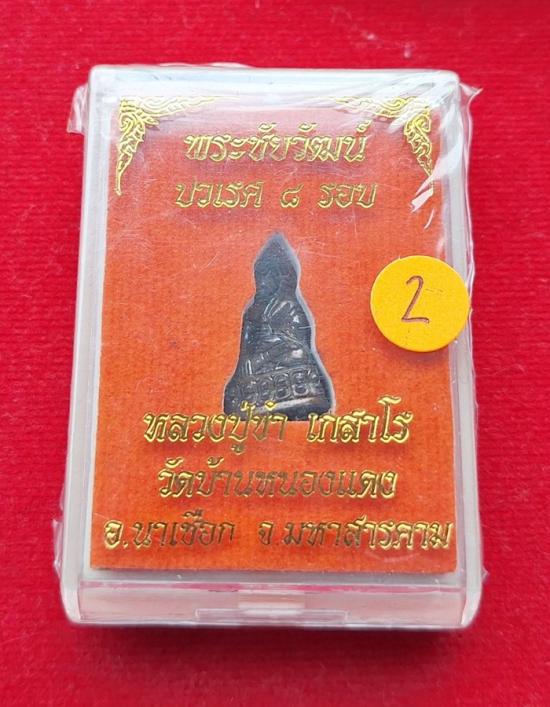 พระชัยวัฒน์
ปวเรศ ๘ รอบ
2
หลวงปู่ขำ เกสาโร
วัดบ้านหนองแดง
อ.นาเชือก จ.มหาสารคาม